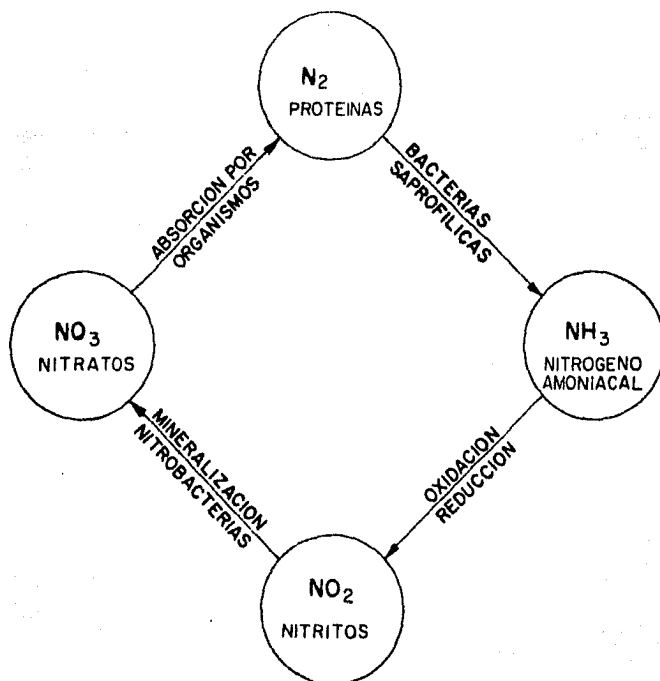 N2
PROTEINAS
BACTERIAS
SAPROFILICAS
NH3
NITROGENO
AMONIACAL
OXIDACION
REDUCCION
NO2
NITRITOS
MINERALIZACION
NITROBACTERIAS
NO3
NITRATOS
ABSORCION POR
ORGANISMOS